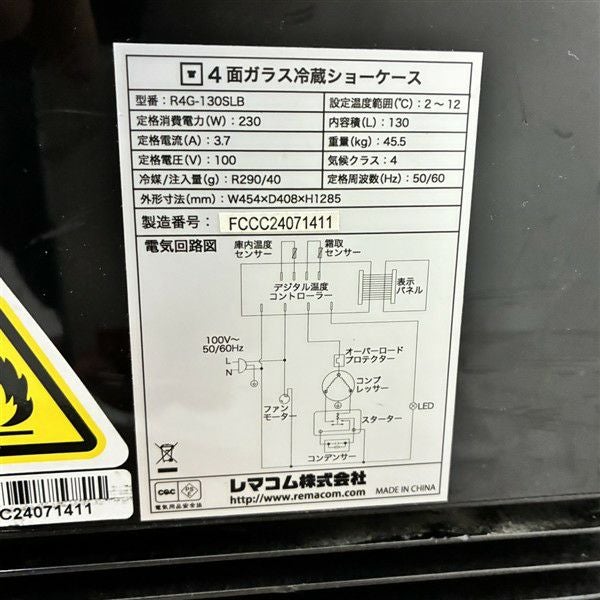 4面ガラス冷蔵ショーケース
型番: R4G-130SLB
設定温度範囲(℃): 2～12
定格消費電力(W): 230
内容積(L): 130
定格電流(A): 3.7
重量(kg): 45.5
定格電圧(V): 100
気候クラス: 4
冷媒/注入量(g): R290/40
定格周波数(Hz): 50/60
外形寸法(mm): W454×D408×H1285
製造番号: FCCC24071411
電気回路図
庫内温度
センサー
霜取
センサー
デジタル温度
コントローラー
表示
パネル
100V～
50/60Hz
L
N
オーバーロード
プロテクター
コンプ
レッサー
ファン
モーター
スターター
LED
コンデンサー
レマコム株式会社
http://www.remacom.com
MADE IN CHINA
電気用品安全法
C24071411